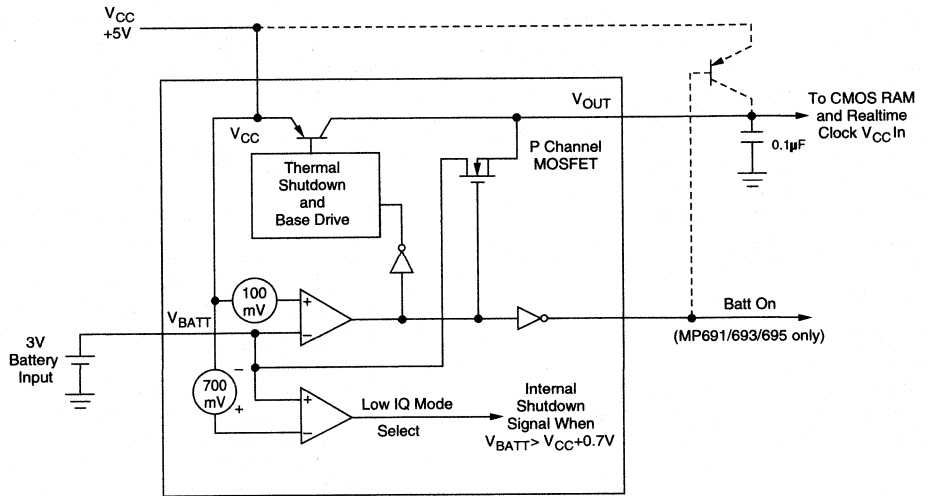 VCC
+5V
VOUT
To CMOS RAM
and Realtime
Clock VCC In
VCC
P Channel
MOSFET
0.1µF
Thermal
Shutdown
and
Base Drive
100
mV
+
−
VBATT
Batt On
(MP691/693/695 only)
3V
Battery
Input
−
700
mV
+
+
−
Low IQ Mode
Select
Internal
Shutdown
Signal When
VBATT> VCC+0.7V